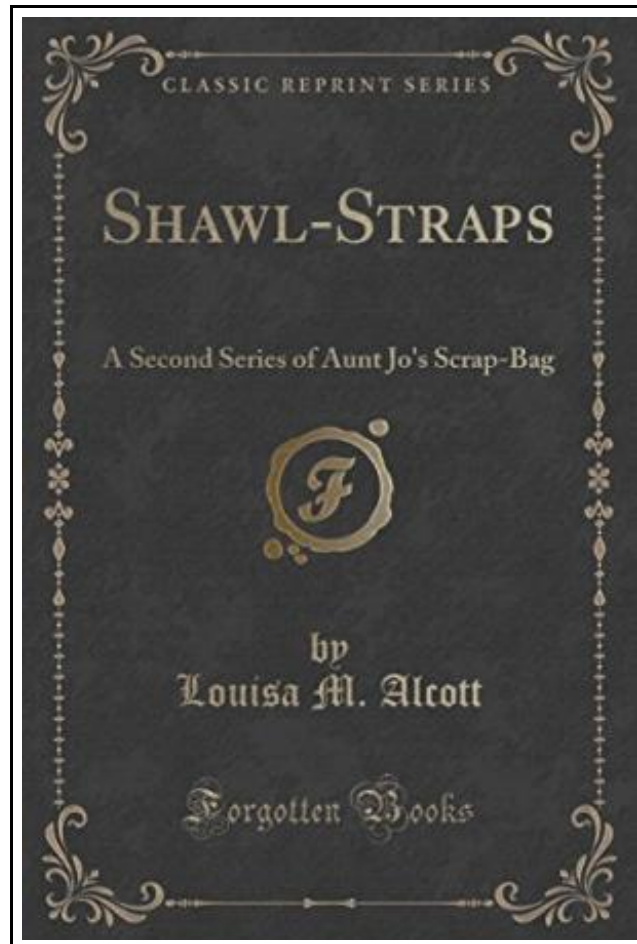 CLASSIC REPRINT SERIES
SHAWL-STRAPS
A Second Series of Aunt Jo's Scrap-Bag
F
by
Louisa M. Alcott
Forgotten Books